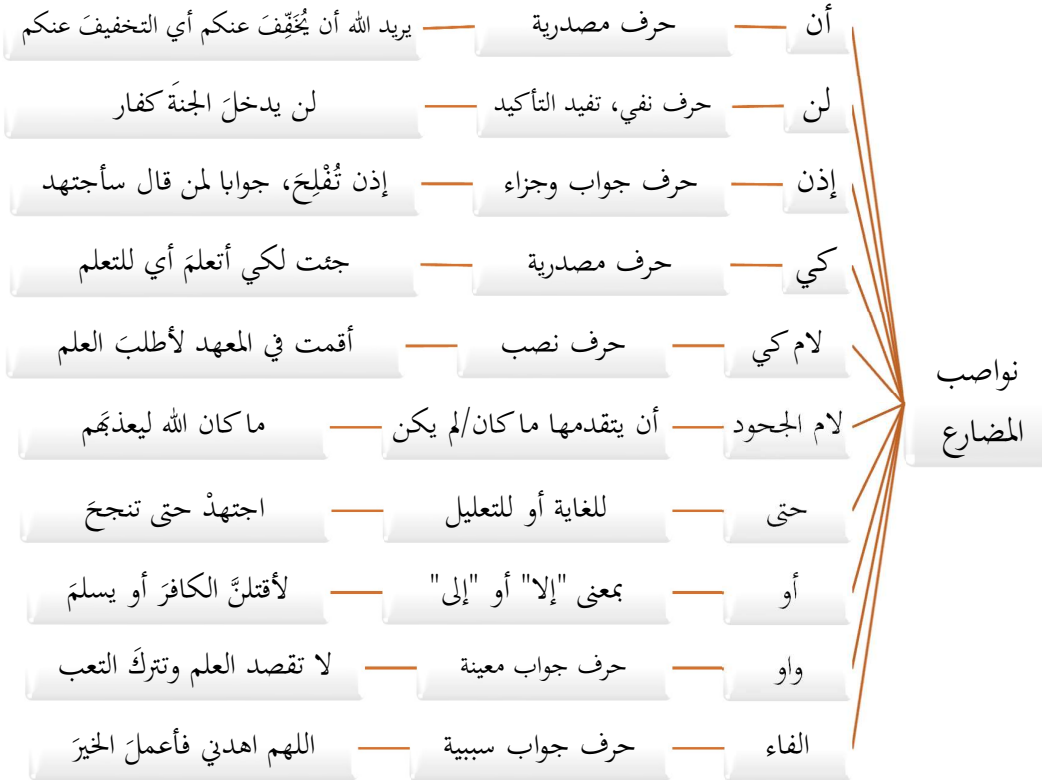 نواصب
المضارع
أن
حرف مصدرية
يريد الله أن يُخَفِّفَ عنكم أي التخفيفَ عنكم
لن
حرف نفي، تفيد التأكيد
لن يدخلَ الجنةَ كفار
إذن
حرف جواب وجزاء
إذن تُفْلِحَ، جوابا لمن قال سأجتهد
كي
حرف مصدرية
جئت لكي أتعلمَ أي للتعلم
لام كي
حرف نصب
أقمت في المعهد لأطلبَ العلم
لام الجحود
أن يتقدمها ما كان/لم يكن
ما كان الله ليعذبَهم
حتى
للغاية أو للتعليل
اجتهدْ حتى تنجحَ
أو
بمعنى "إلا" أو "إلى"
لأقتلنَّ الكافرَ أو يسلمَ
واو
حرف جواب معينة
لا تقصد العلم وتتركَ التعب
الفاء
حرف جواب سببية
اللهم اهدني فأعملَ الخيرَ